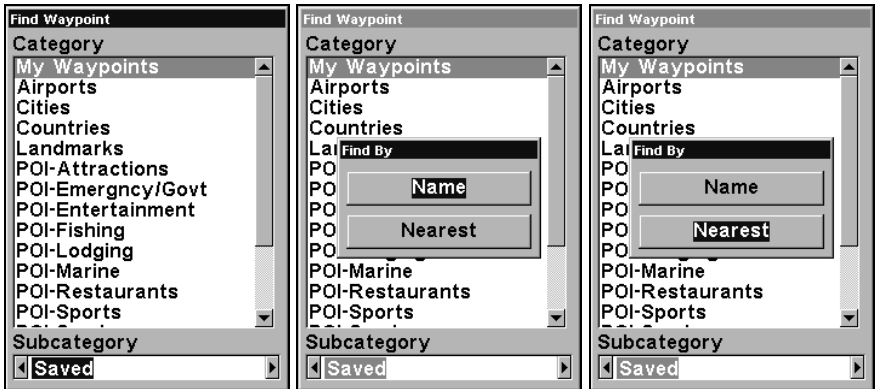 Find Waypoint
Category
My Waypoints
Airports
Cities
Countries
Landmarks
POI-Attractions
POI-Emergncy/Govt
POI-Entertainment
POI-Fishing
POI-Lodging
POI-Marine
POI-Restaurants
POI-Sports
Subcategory
Saved
Find Waypoint
Category
My Waypoints
Airports
Cities
Countries
Find By
Name
Nearest
POI-Marine
POI-Restaurants
POI-Sports
Subcategory
Saved
Find Waypoint
Category
My Waypoints
Airports
Cities
Countries
Find By
Name
Nearest
POI-Marine
POI-Restaurants
POI-Sports
Subcategory
Saved